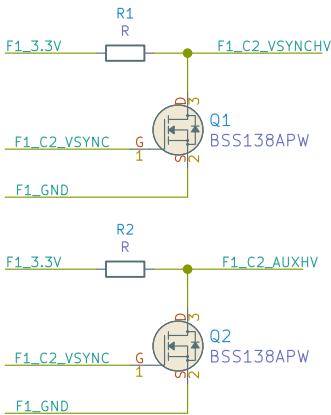 R1
R
F1_3.3V
F1_C2_VSYNCHV
D
3
Q1
BSS138APW
F1_C2_VSYNC
G
1
S
2
F1_GND
R2
R
F1_3.3V
F1_C2_AUXHV
D
3
Q2
BSS138APW
F1_C2_VSYNC
G
1
S
2
F1_GND